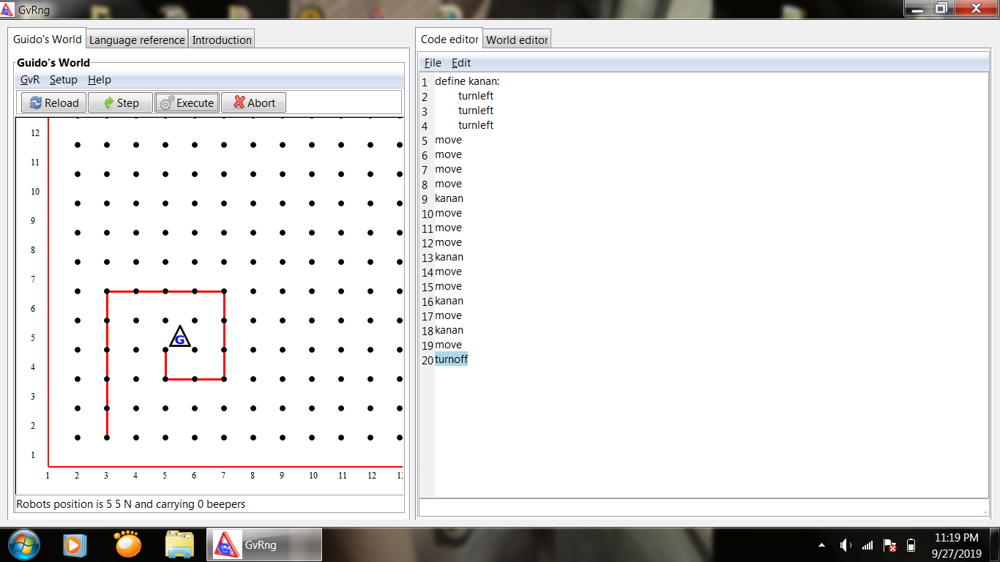 GvRng
Guido's World Language reference Introduction
Guido's World
GvR Setup Help
Reload Step Execute Abort
12
11
10
9
8
7
6
5
4
3
2
1
G
1 2 3 4 5 6 7 8 9 10 11 12
Robots position is 5 5 N and carrying 0 beepers
Code editor World editor
File Edit
1 define kanan:
2 turnleft
3 turnleft
4 turnleft
5 move
6 move
7 move
8 move
9 kanan
10 move
11 move
12 move
13 kanan
14 move
15 move
16 kanan
17 move
18 kanan
19 move
20 turnoff
GvRng
11:19 PM
9/27/2019